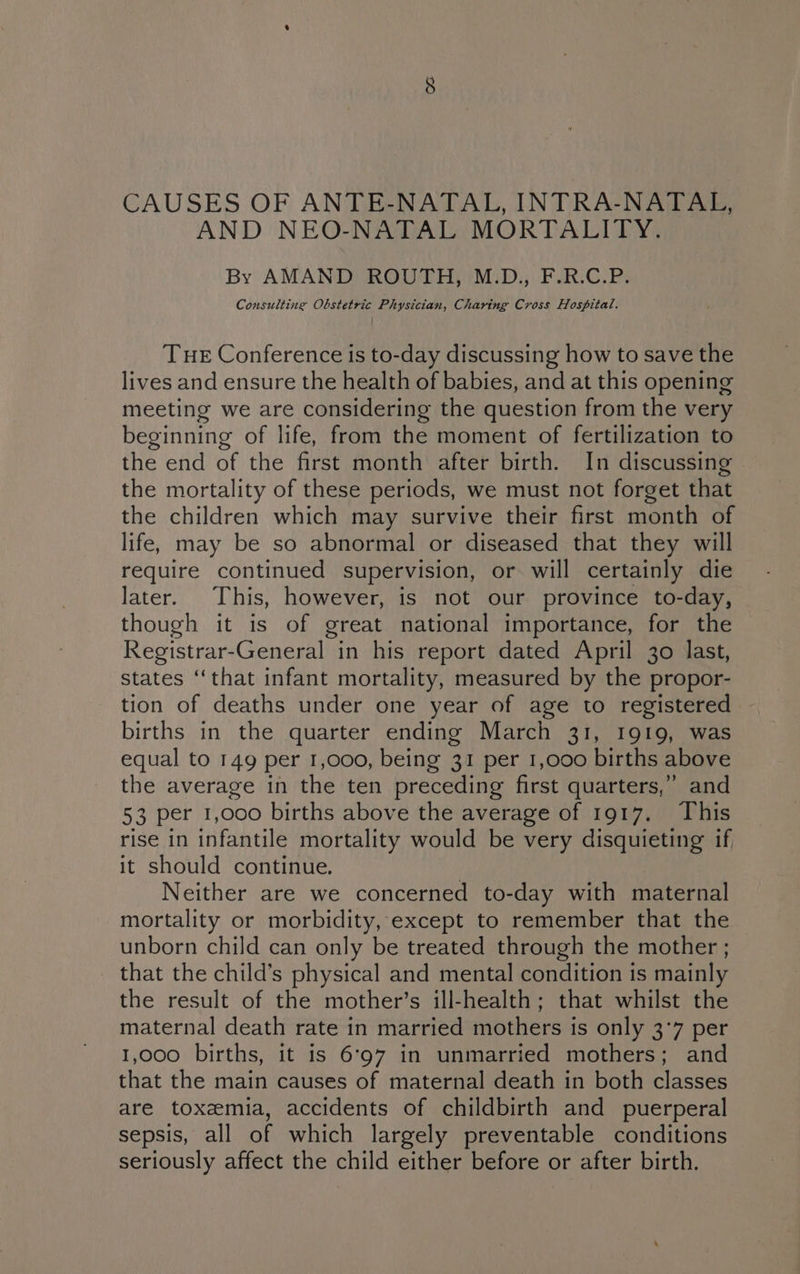 8
CAUSES OF ANTE-NATAL, INTRA-NATAL,
AND NEO-NATAL MORTALITY.
By AMAND ROUTH, M.D., F.R.C.P.
Consulting Obstetric Physician, Charing Cross Hospital.
THE Conference is to-day discussing how to save the
lives and ensure the health of babies, and at this opening
meeting we are considering the question from the very
beginning of life, from the moment of fertilization to
the end of the first month after birth. In discussing
the mortality of these periods, we must not forget that
the children which may survive their first month of
life, may be so abnormal or diseased that they will
require continued supervision, or will certainly die
later. This, however, is not our province to-day,
though it is of great national importance, for the
Registrar-General in his report dated April 30 last,
states “that infant mortality, measured by the propor-
tion of deaths under one year of age to registered
births in the quarter ending March 31, 1919, was
equal to 149 per 1,000, being 31 per 1,000 births above
the average in the ten preceding first quarters,” and
53 per 1,000 births above the average of 1917. This
rise in infantile mortality would be very disquieting if
it should continue.
Neither are we concerned to-day with maternal
mortality or morbidity, except to remember that the
unborn child can only be treated through the mother;
that the child’s physical and mental condition is mainly
the result of the mother’s ill-health; that whilst the
maternal death rate in married mothers is only 3·7 per
1,000 births, it is 6·97 in unmarried mothers; and
that the main causes of maternal death in both classes
are toxæmia, accidents of childbirth and puerperal
sepsis, all of which largely preventable conditions
seriously affect the child either before or after birth.